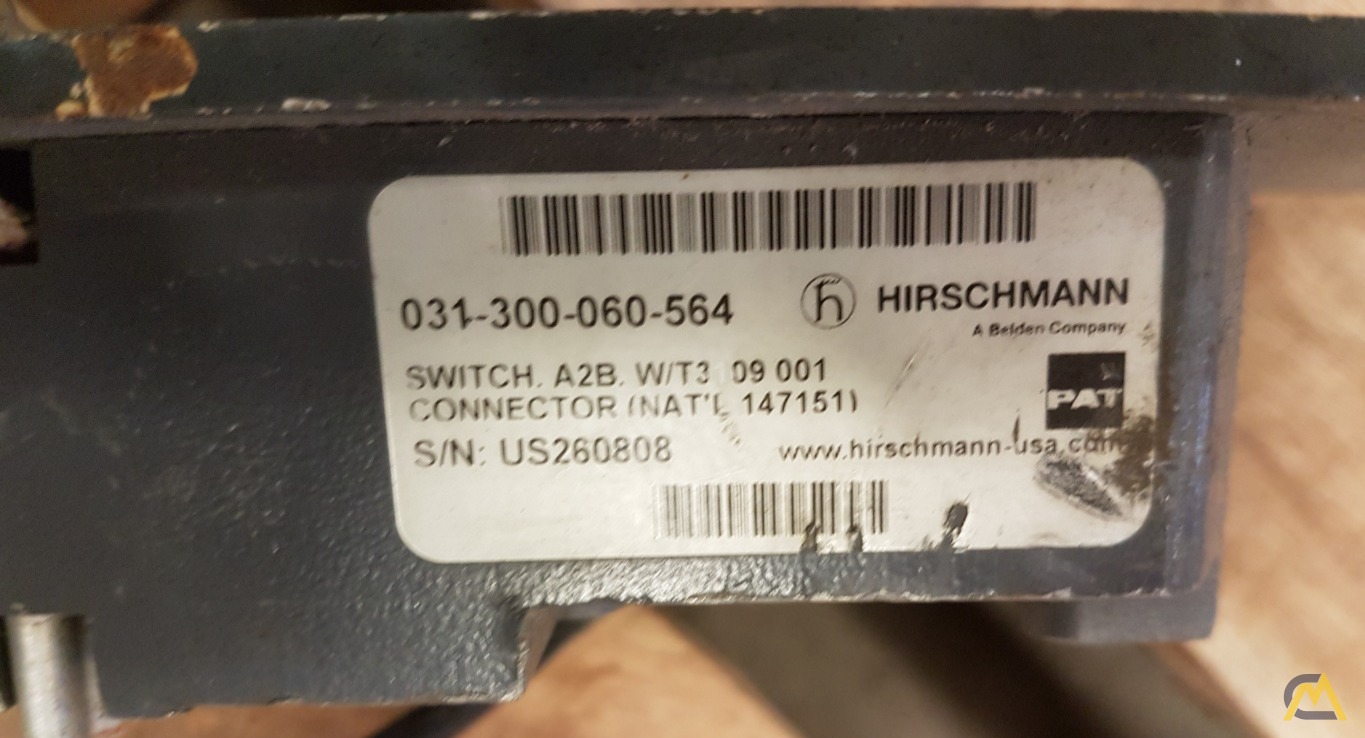 031-300-060-564
h HIRSCHMANN
A Belden Company
SWITCH, A2B, W/T3 09 001
CONNECTOR (NAT'L 147151)
PAT
S/N: US260808
www.hirschmann-usa.com